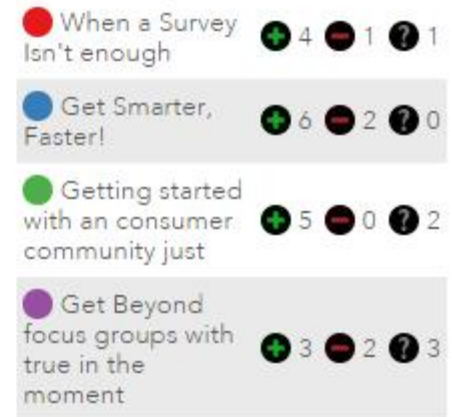 When a Survey
Isn't enough
+ 4 - 1 ? 1
Get Smarter,
Faster!
+ 6 - 2 ? 0
Getting started
with an consumer
community just
+ 5 - 0 ? 2
Get Beyond
focus groups with
true in the
moment
+ 3 - 2 ? 3